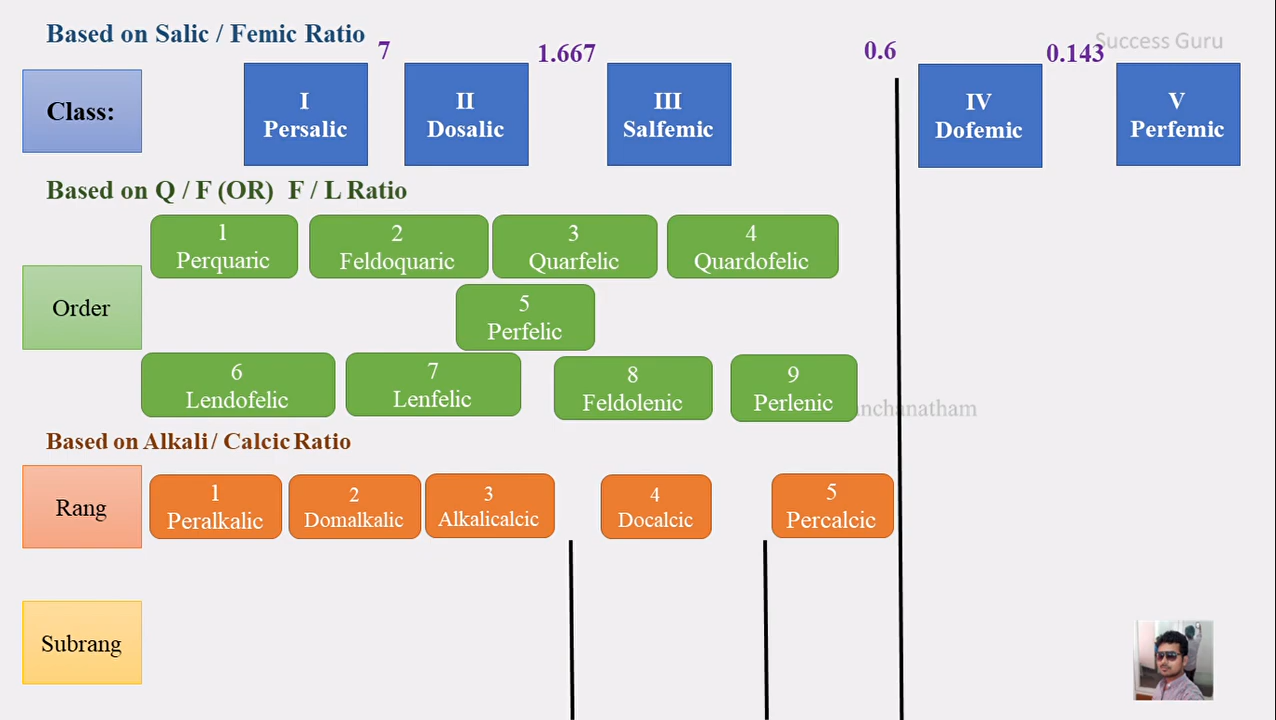 Based on Salic / Femic Ratio
Success Guru
7
1.667
0.6
0.143
Class:
I
Persalic
II
Dosalic
III
Salfemic
IV
Dofemic
V
Perfemic
Based on Q / F (OR) F / L Ratio
Order
1
Perquaric
2
Feldoquaric
3
Quarfelic
4
Quardofelic
5
Perfelic
6
Lendofelic
7
Lenfelic
8
Feldolenic
9
Perlenic
nchanatham
Based on Alkali / Calcic Ratio
Rang
1
Peralkalic
2
Domalkalic
3
Alkalicalcic
4
Docalcic
5
Percalcic
Subrang